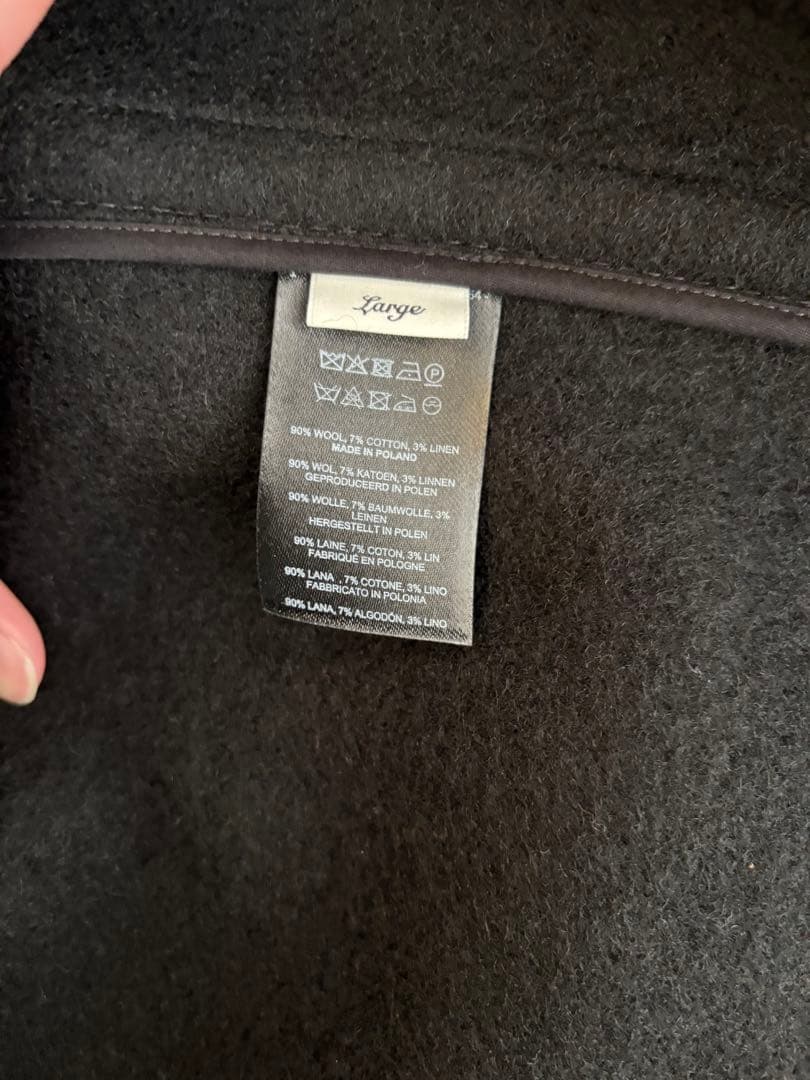 Large
54
P
90% WOOL, 7% COTTON, 3% LINEN
MADE IN POLAND
90% WOL, 7% KATOEN, 3% LINNEN
GEPRODUCEERD IN POLEN
90% WOLLE, 7% BAUMWOLLE, 3%
LEINEN
HERGESTELLT IN POLEN
90% LAINE, 7% COTON, 3% LIN
FABRIQUÉ EN POLOGNE
90% LANA , 7% COTONE, 3% LINO
FABBRICATO IN POLONIA
90% LANA, 7% ALGODÓN, 3% LINO